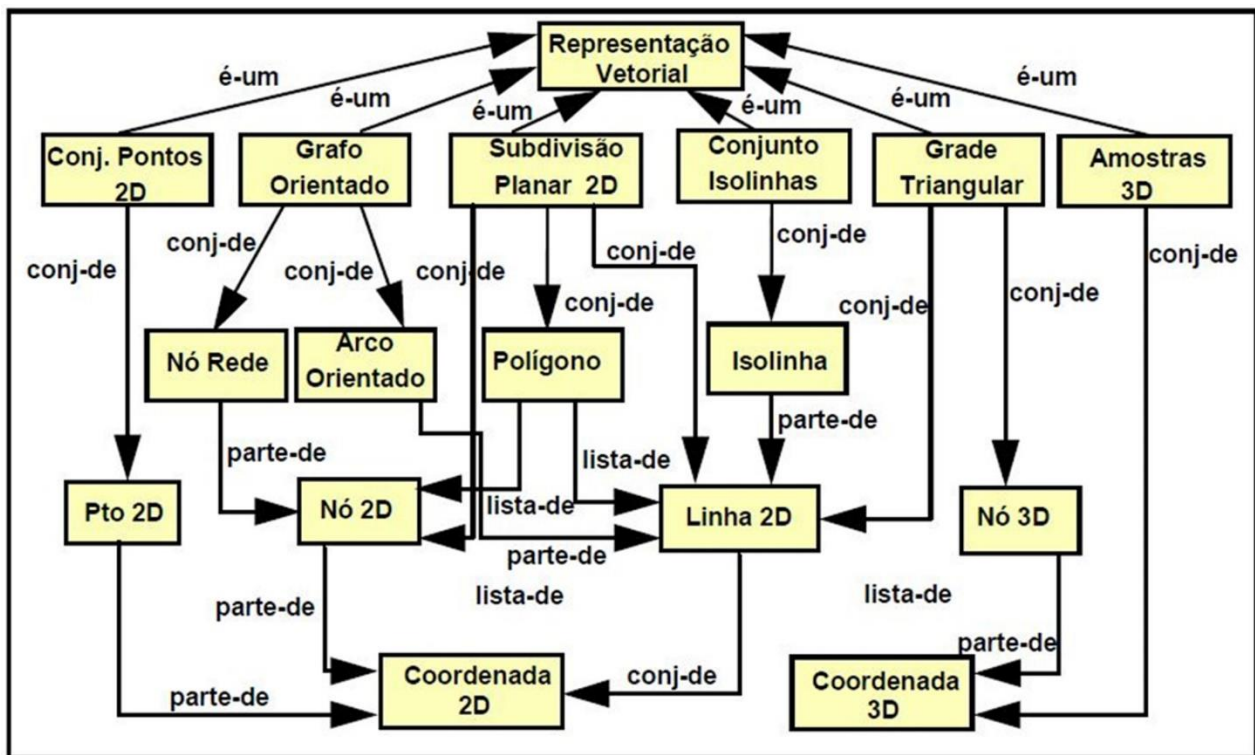 Representação
Vetorial
é-um
é-um
é-um
é-um
é-um
é-um
Conj. Pontos
2D
Grafo
Orientado
Subdivisão
Planar 2D
Conjunto
Isolinhas
Grade
Triangular
Amostras
3D
conj-de
conj-de
conj-de
conj-de
conj-de
conj-de
conj-de
conj-de
conj-de
conj-de
Nó Rede
Arco
Orientado
Polígono
Isolinha
parte-de
lista-de
parte-de
Pto 2D
Nó 2D
lista-de
Linha 2D
Nó 3D
parte-de
parte-de
lista-de
lista-de
parte-de
parte-de
Coordenada
2D
conj-de
Coordenada
3D